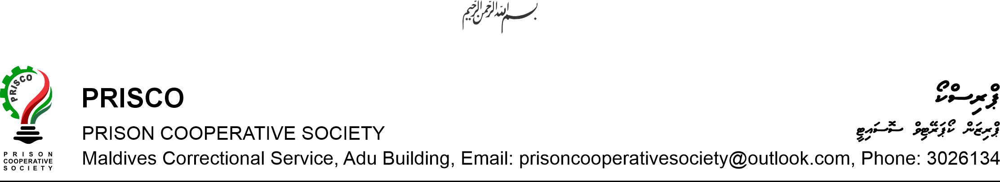 بسم الله الرحمن الرحيم
PRISCO
PRISON
COOPERATIVE
SOCIETY
PRISCO
ޕްރިސްކޯ
PRISON COOPERATIVE SOCIETY
ޕްރިޒަން ކޯޕަރޭޓިވް ސޮސައިޓީ
Maldives Correctional Service, Adu Building, Email: prisoncooperativesociety@outlook.com, Phone: 3026134